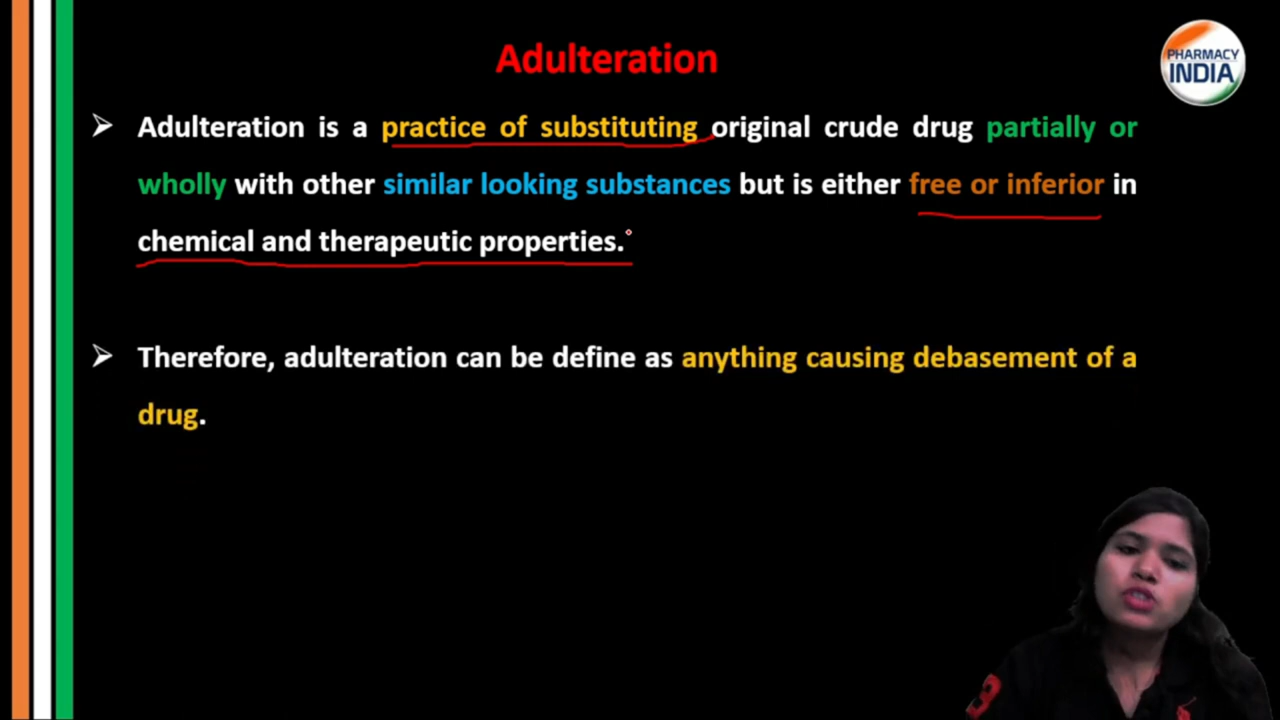 Adulteration
PHARMACY
INDIA
Adulteration is a practice of substituting original crude drug partially or
wholly with other similar looking substances but is either free or inferior in
chemical and therapeutic properties.
Therefore, adulteration can be define as anything causing debasement of a
drug.
3